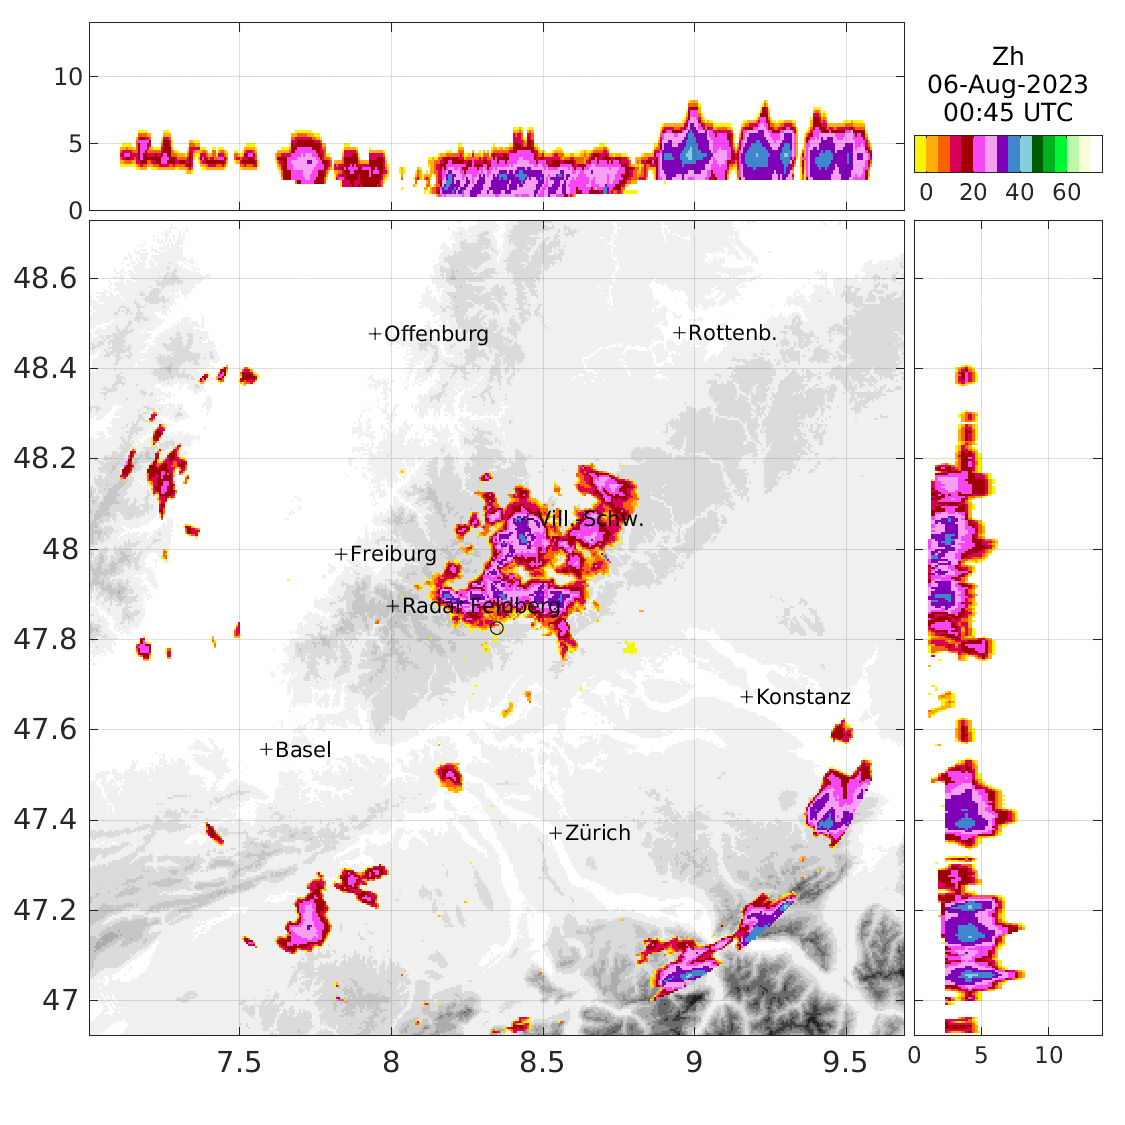 10
5
0
Zh
06-Aug-2023
00:45 UTC
0 20 40 60
48.6
48.4
48.2
48
47.8
47.6
47.4
47.2
47
+Offenburg
+Rottenb.
Vill.-Schw.
+Freiburg
+Radar Feldberg
+Konstanz
+Basel
+Zürich
7.5 8 8.5 9 9.5
0 5 10